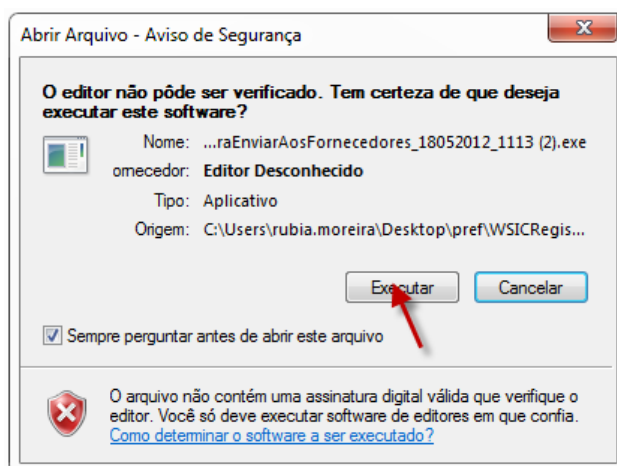 Abrir Arquivo - Aviso de Segurança
O editor não pôde ser verificado. Tem certeza de que deseja
executar este software?
Nome: ...raEnviarAosFornecedores_18052012_1113 (2).exe
ornecedor: Editor Desconhecido
Tipo: Aplicativo
Origem: C:\Users\rubia.moreira\Desktop\pref\WSICRegis...
Executar Cancelar
Sempre perguntar antes de abrir este arquivo
O arquivo não contém uma assinatura digital válida que verifique o
editor. Você só deve executar software de editores em que confia.
Como determinar o software a ser executado?